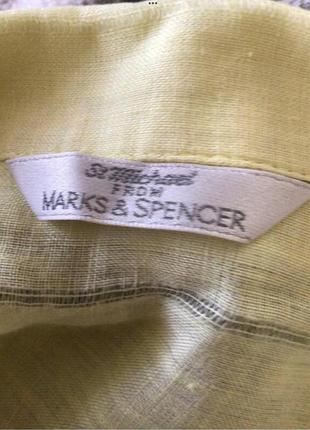 St Michael
FROM
MARKS & SPENCER